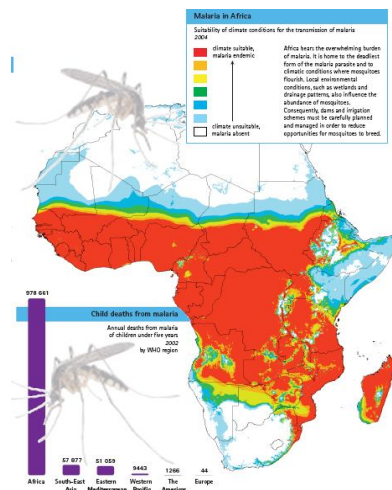 Malaria in Africa
Suitability of climate conditions for the transmission of malaria
2004
climate suitable,
malaria endemic
climate unsuitable,
malaria absent
Africa bears the overwhelming burden
of malaria. It is home to the deadliest
form of the malaria parasite and to
climatic conditions where mosquitoes
flourish. Local environmental
conditions, such as wetlands and
drainage patterns, also influence the
abundance of mosquitoes.
Consequently, dams and irrigation
schemes must be carefully planned
and managed in order to reduce
opportunities for mosquitoes to breed.
978 661
Child deaths from malaria
Annual deaths from malaria
of children under five years
2002
by WHO region
57 877
51 059
9443
1266
44
Africa
South-East
Asia
Eastern
Mediterranean
Western
Pacific
The
Americas
Europe